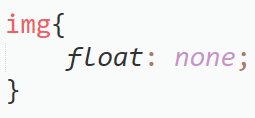 img{
    float: none;
}